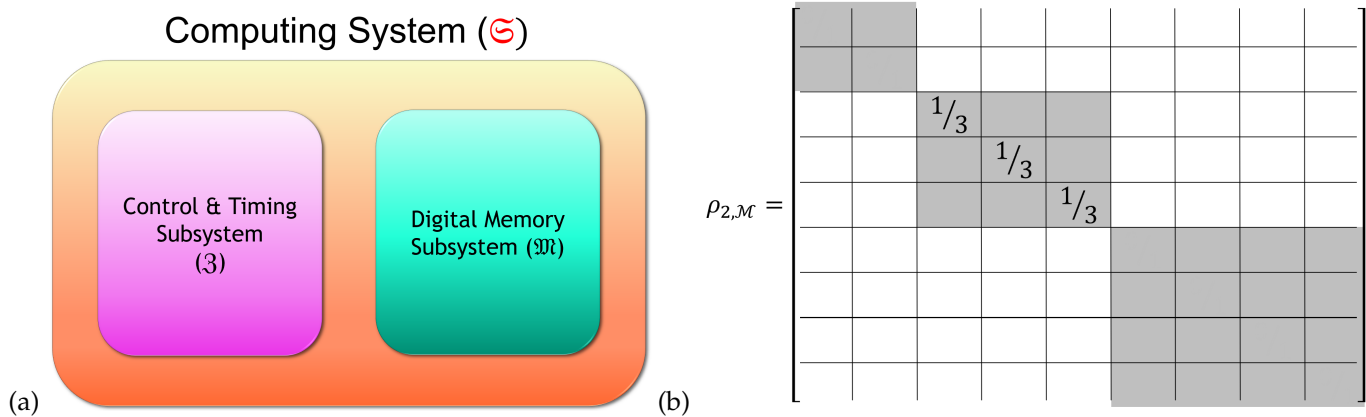 Computing System (𝔖)
Control & Timing
Subsystem
(ℨ)
Digital Memory
Subsystem (𝔐)
(a)
ρ₂,ℳ =
1/3
1/3
1/3
(b)